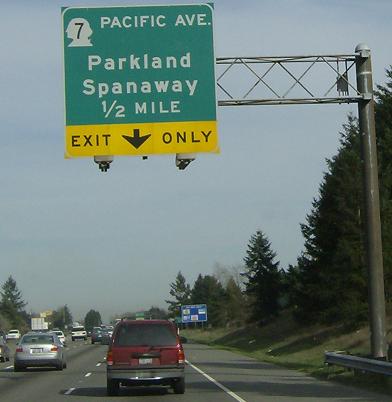 7 PACIFIC AVE.
Parkland
Spanaway
1/2 MILE
EXIT ONLY